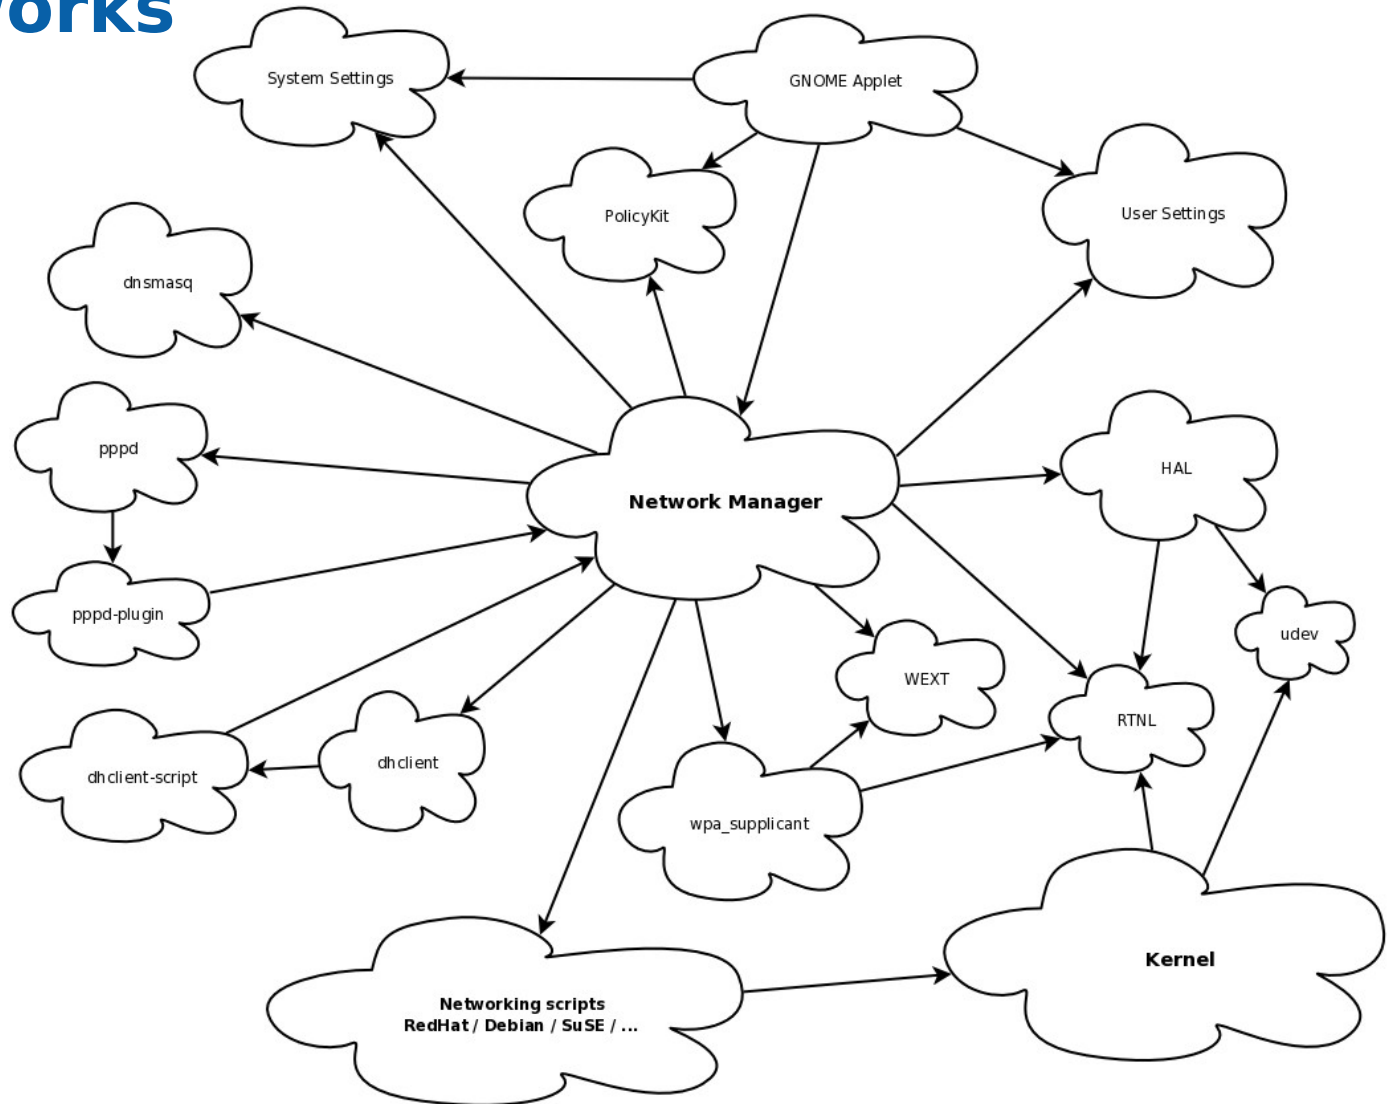 works
System Settings
GNOME Applet
PolicyKit
User Settings
dnsmasq
pppd
HAL
Network Manager
pppd-plugin
udev
WEXT
RTNL
dhclient-script
dhclient
wpa_supplicant
Kernel
Networking scripts
RedHat / Debian / SuSE / ...